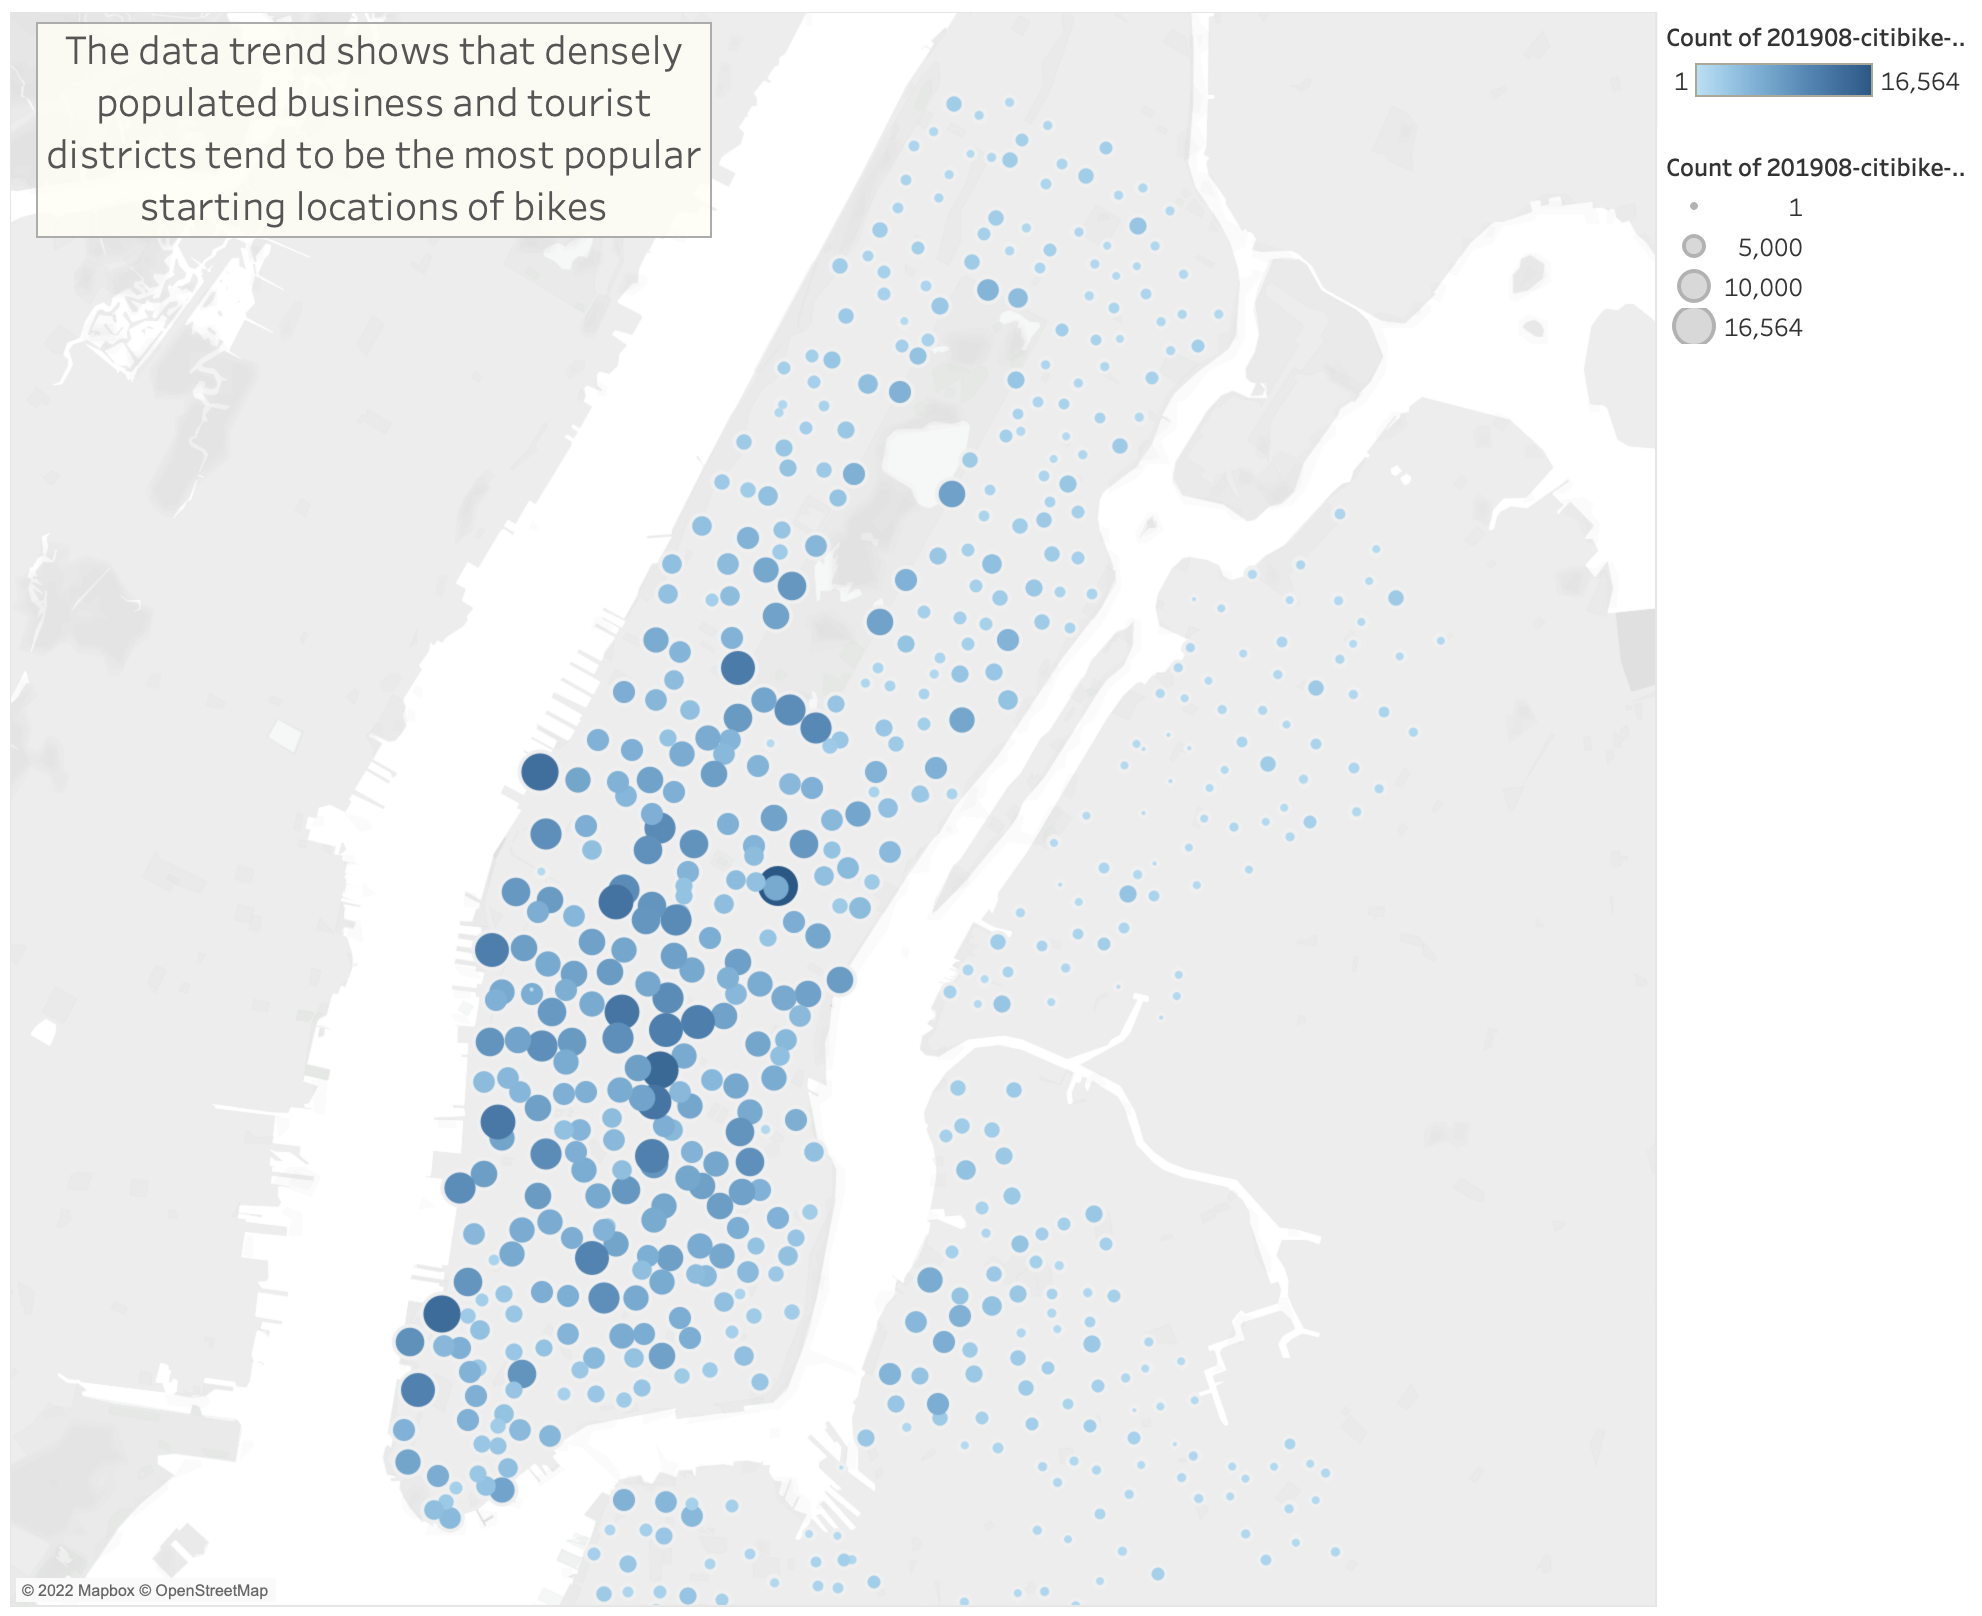 The data trend shows that densely
populated business and tourist
districts tend to be the most popular
starting locations of bikes
Count of 201908-citibike-..
1 16,564
Count of 201908-citibike-..
1
5,000
10,000
16,564
© 2022 Mapbox © OpenStreetMap